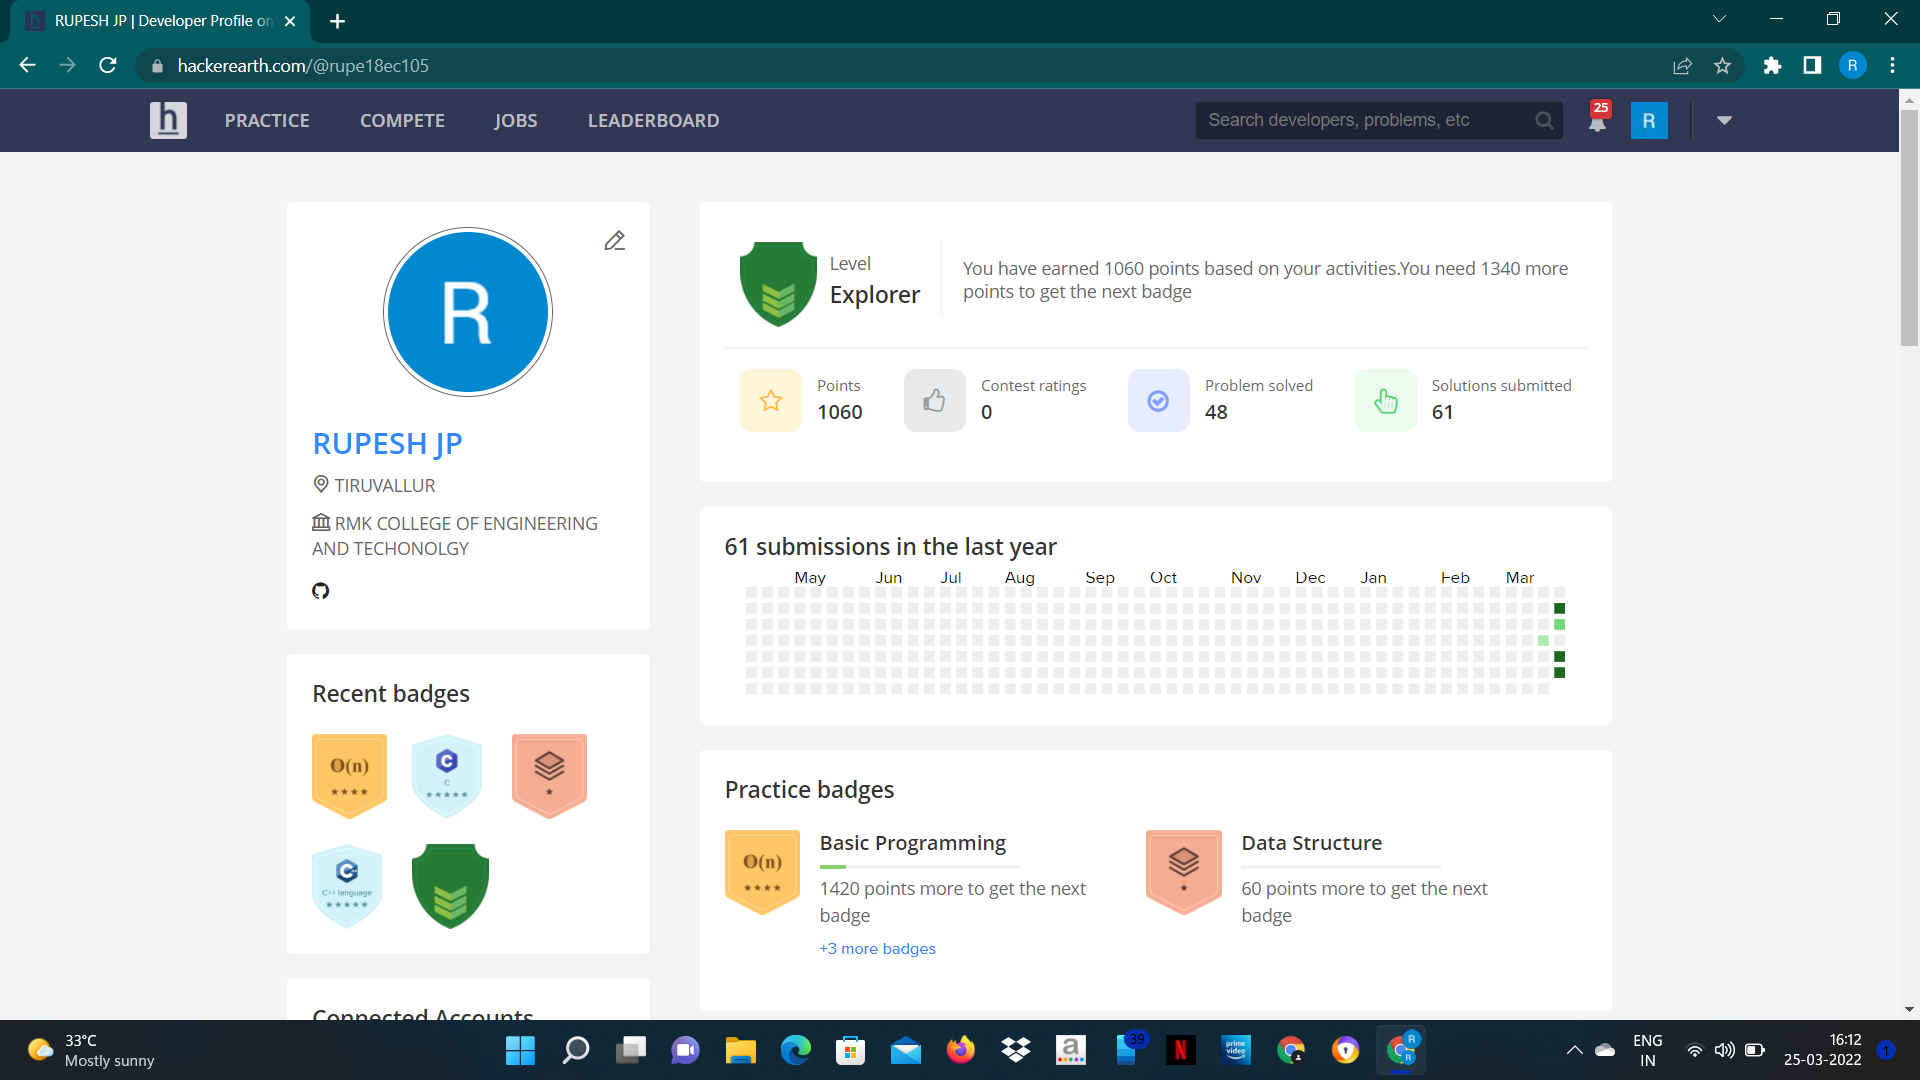 RUPESH JP | Developer Profile on
hackerearth.com/@rupe18ec105
R
h
PRACTICE
COMPETE
JOBS
LEADERBOARD
Search developers, problems, etc
25
R
R
RUPESH JP
TIRUVALLUR
RMK COLLEGE OF ENGINEERING
AND TECHONOLGY
Level
Explorer
You have earned 1060 points based on your activities.You need 1340 more
points to get the next badge
Points
1060
Contest ratings
0
Problem solved
48
Solutions submitted
61
61 submissions in the last year
May Jun Jul Aug Sep Oct Nov Dec Jan Feb Mar
Recent badges
O(n)
C
C
C++ language
Practice badges
O(n)
Basic Programming
1420 points more to get the next
badge
+3 more badges
Data Structure
60 points more to get the next
badge
Connected Accounts
33°C
Mostly sunny
a
39
N
prime
video
R
R
ENG
IN
16:12
25-03-2022
1